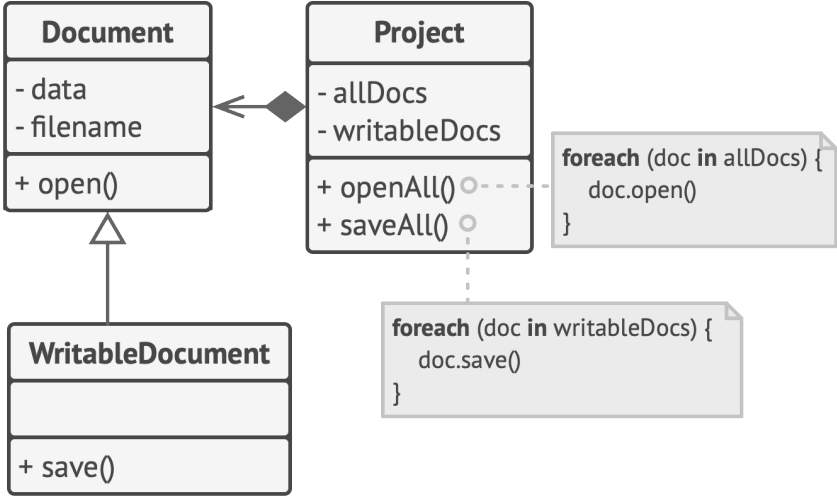 Document
- data
- filename
+ open()
Project
- allDocs
- writableDocs
+ openAll()
+ saveAll()
foreach (doc in allDocs) {
doc.open()
}
foreach (doc in writableDocs) {
doc.save()
}
WritableDocument
+ save()